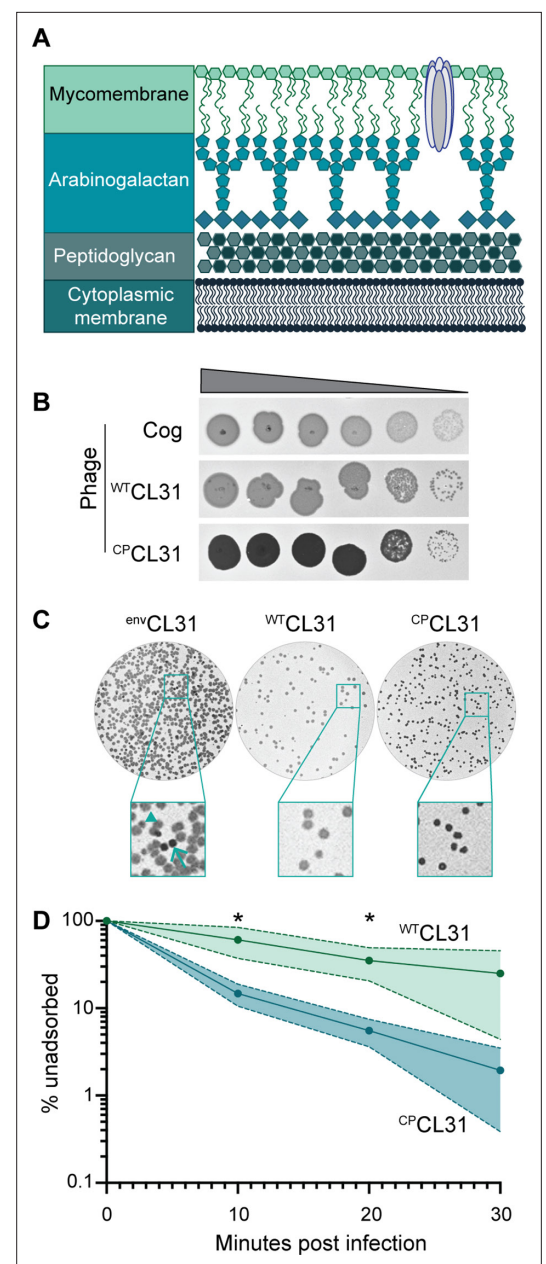 A
Mycomembrane
Arabinogalactan
Peptidoglycan
Cytoplasmic
membrane
B
Phage
Cog
WTCL31
CPCL31
C
envCL31 WTCL31 CPCL31
D
100
10
1
0.1
% unadsorbed
* *
WTCL31
CPCL31
0 10 20 30
Minutes post infection